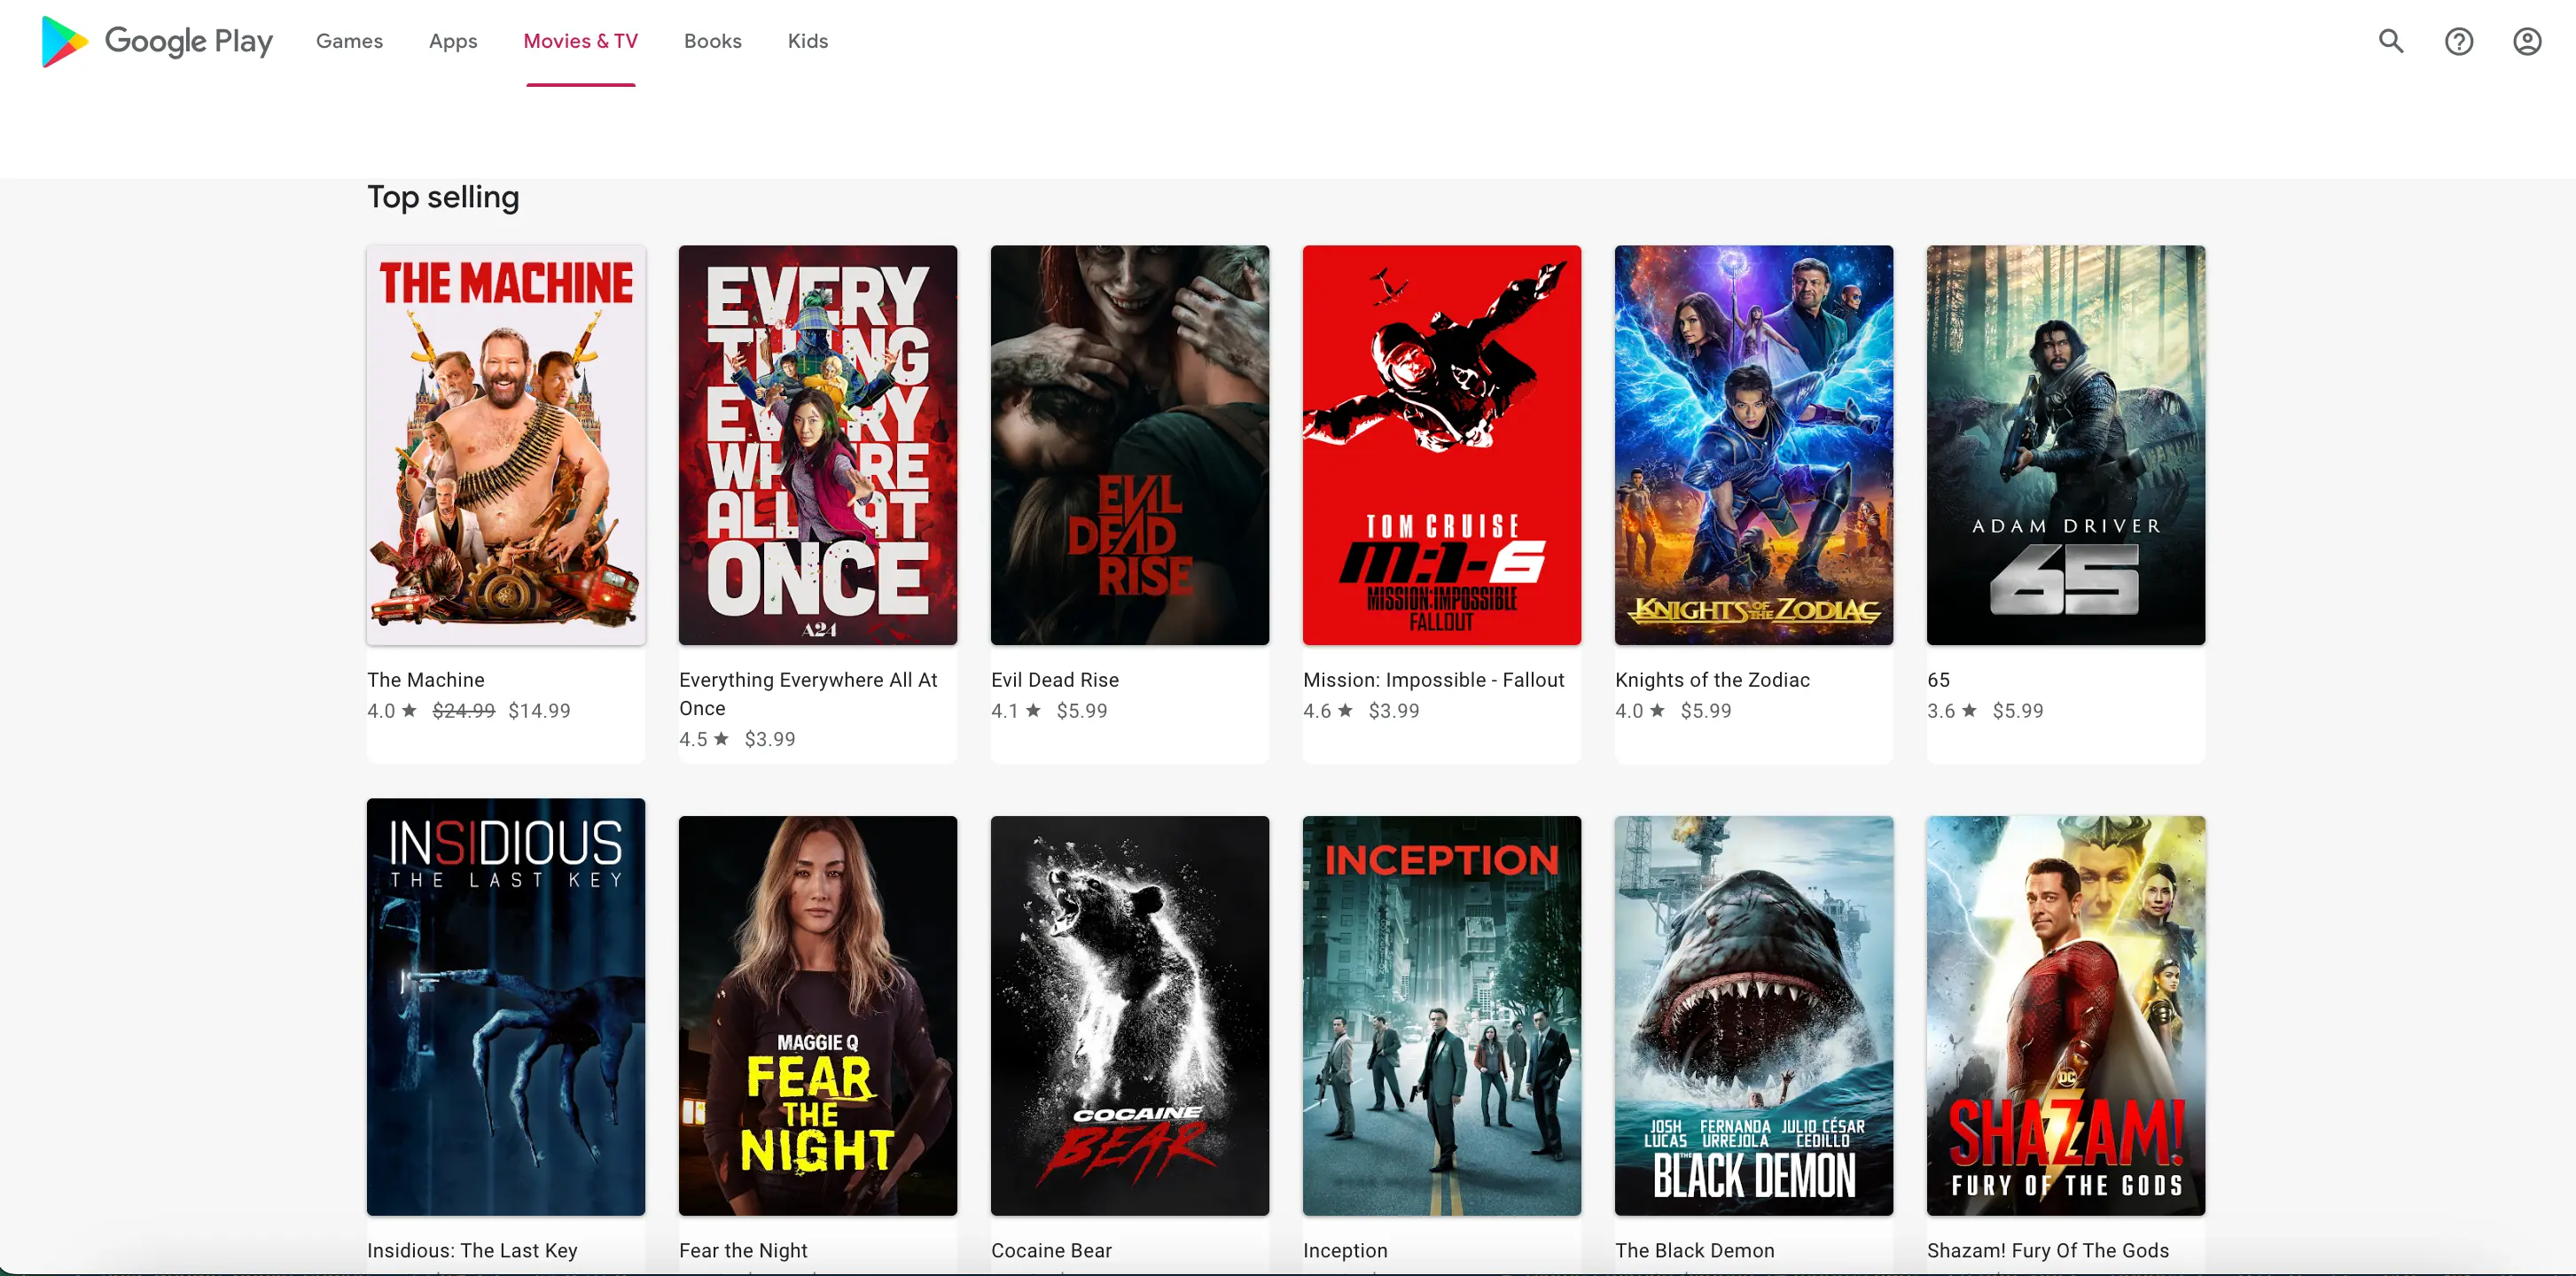 Google Play Games Apps Movies & TV Books Kids
Top selling
THE MACHINE
EVERY
THING
EVERY
WHERE
ALL AT
ONCE
A24
EVIL
DEAD
RISE
TOM CRUISE
M:I-6
MISSION:IMPOSSIBLE
FALLOUT
KNIGHTS OF THE ZODIAC
ADAM DRIVER
65
The Machine
4.0 ★ $24.99 $14.99
Everything Everywhere All At
Once
4.5 ★ $3.99
Evil Dead Rise
4.1 ★ $5.99
Mission: Impossible - Fallout
4.6 ★ $3.99
Knights of the Zodiac
4.0 ★ $5.99
65
3.6 ★ $5.99
INSIDIOUS
THE LAST KEY
MAGGIE Q
FEAR
THE
NIGHT
COCAINE
BEAR
INCEPTION
JOSH LUCAS FERNANDA URREJOLA JULIO CÉSAR CEDILLO
THE BLACK DEMON
DC
SHAZAM!
FURY OF THE GODS
Insidious: The Last Key
Fear the Night
Cocaine Bear
Inception
The Black Demon
Shazam! Fury Of The Gods